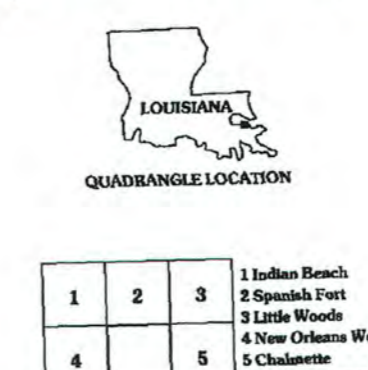 LOUISIANA
QUADRANGLE LOCATION
1 2 3
4 5
1 Indian Beach
2 Spanish Fort
3 Little Woods
4 New Orleans
5 Chalmette